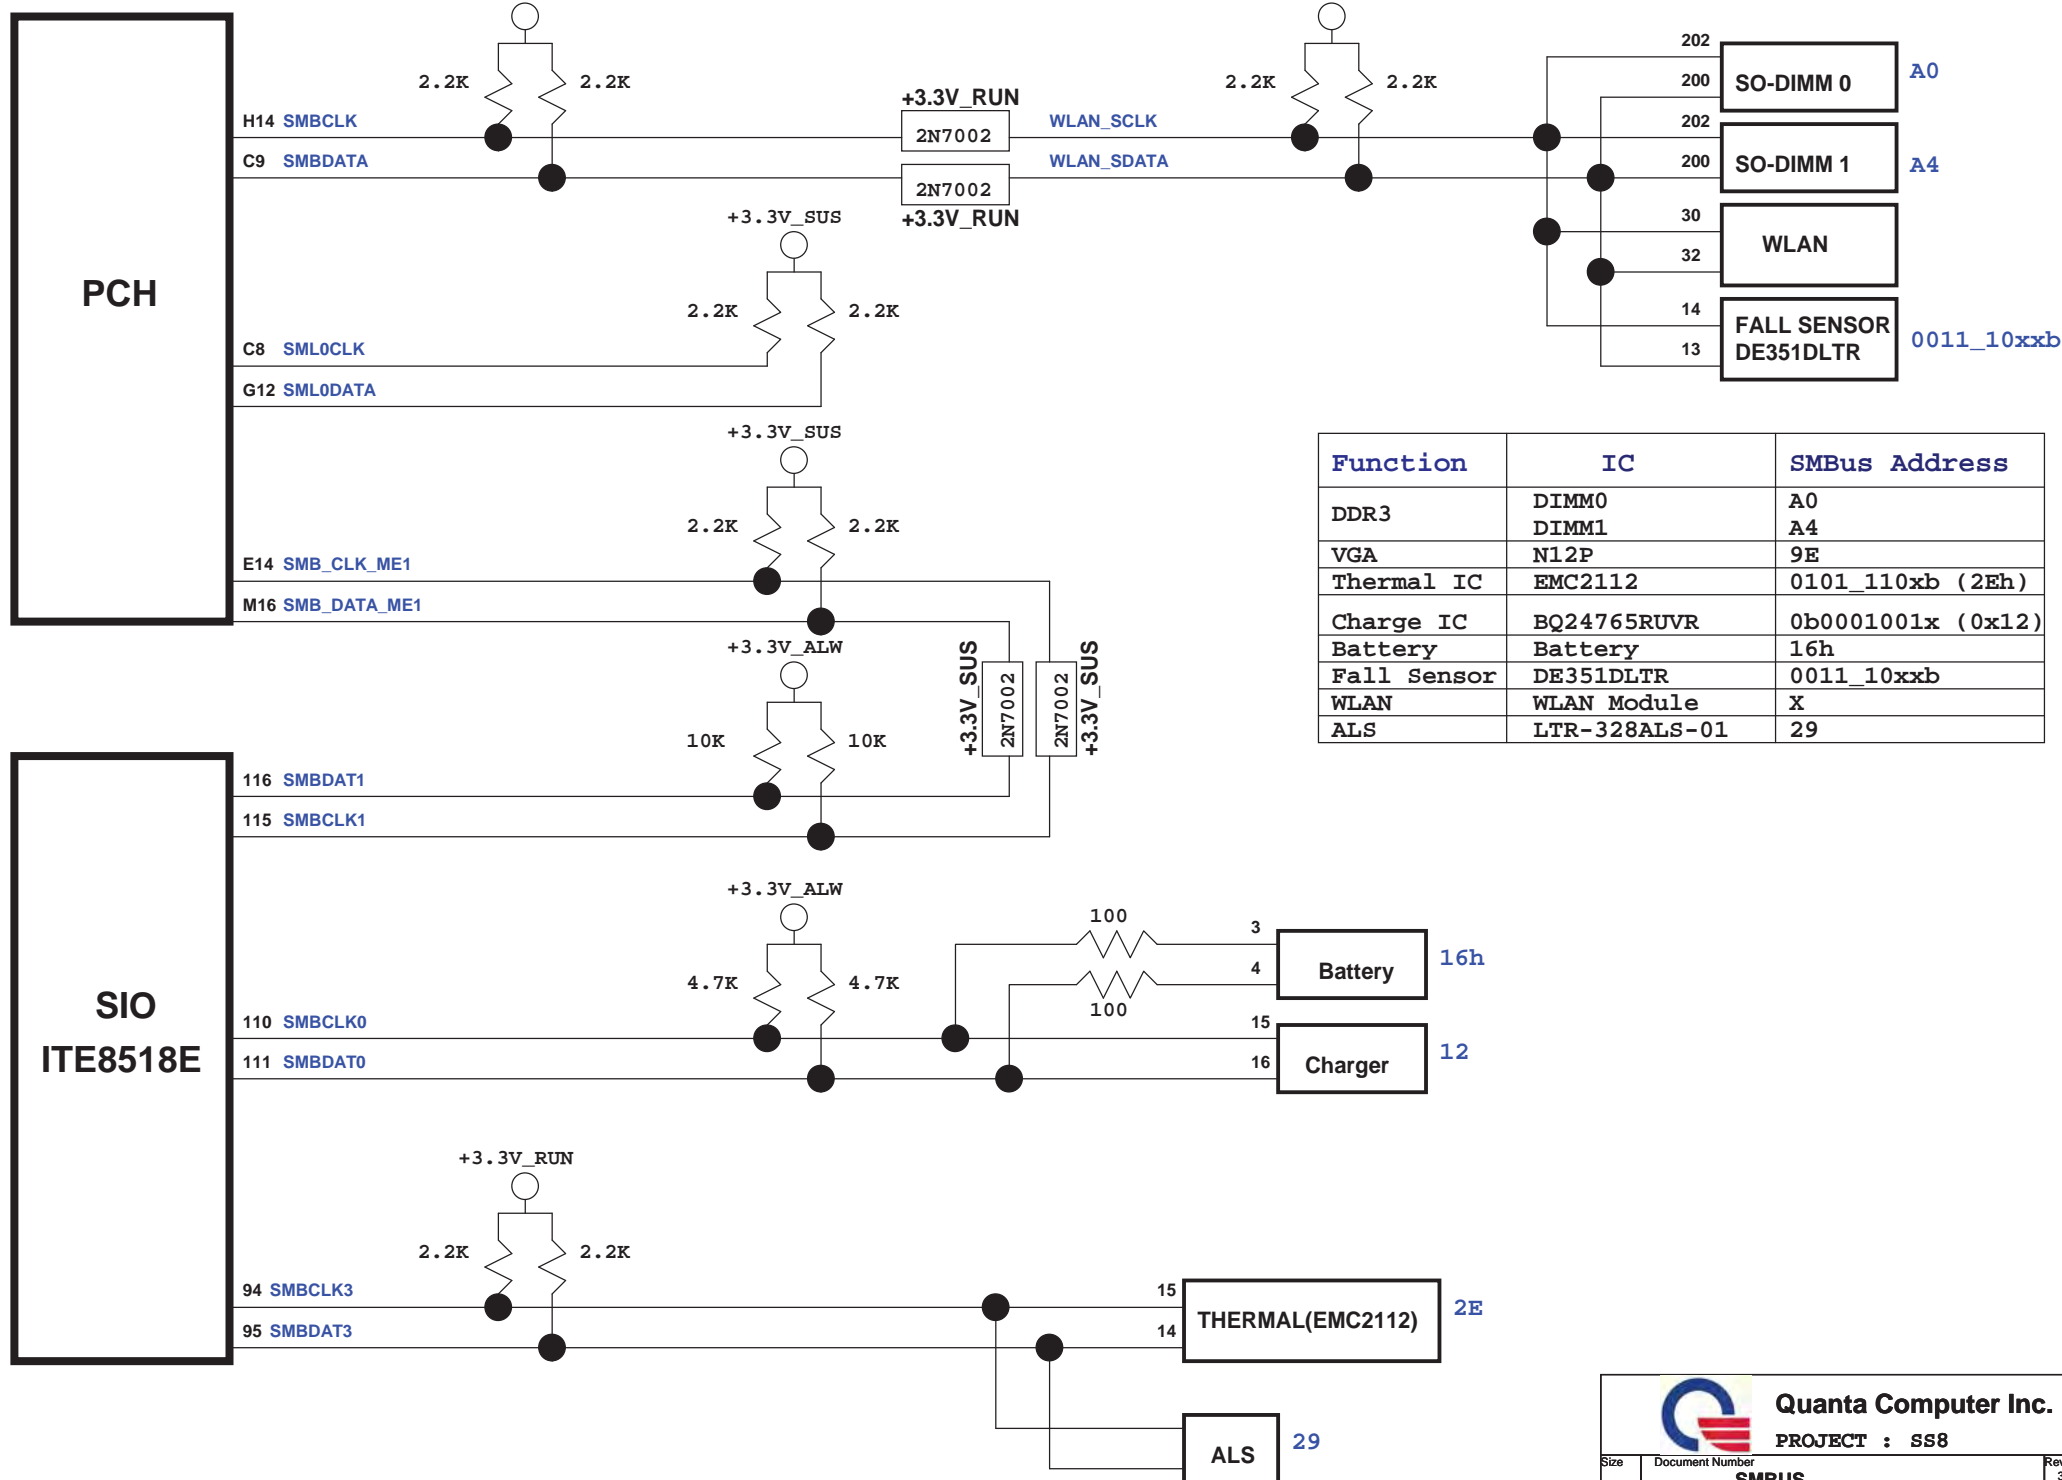 PCH
2.2K
2.2K
H14 SMBCLK
C9 SMBDATA
+3.3V_RUN
2N7002
2N7002
+3.3V_RUN
WLAN_SCLK
WLAN_SDATA
2.2K
2.2K
202
200
SO-DIMM 0
A0
202
200
SO-DIMM 1
A4
30
32
WLAN
14
13
FALL SENSOR
DE351DLTR
0011_10xxb
+3.3V_SUS
2.2K
2.2K
C8 SML0CLK
G12 SML0DATA
+3.3V_SUS
2.2K
2.2K
E14 SMB_CLK_ME1
M16 SMB_DATA_ME1
+3.3V_ALW
10K
10K
+3.3V_SUS
2N7002
2N7002
+3.3V_SUS
Function IC SMBus Address
DDR3 DIMM0 A0
DIMM1 A4
VGA N12P 9E
Thermal IC EMC2112 0101_110xb (2Eh)
Charge IC BQ24765RUVR 0b0001001x (0x12)
Battery Battery 16h
Fall Sensor DE351DLTR 0011_10xxb
WLAN WLAN Module X
ALS LTR-328ALS-01 29
SIO
ITE8518E
116 SMBDAT1
115 SMBCLK1
+3.3V_ALW
4.7K
4.7K
110 SMBCLK0
111 SMBDAT0
100
100
3
4
Battery
16h
15
16
Charger
12
+3.3V_RUN
2.2K
2.2K
94 SMBCLK3
95 SMBDAT3
15
14
THERMAL(EMC2112)
2E
ALS
29
Quanta Computer Inc.
PROJECT : SS8
Size Document Number
SMBUS